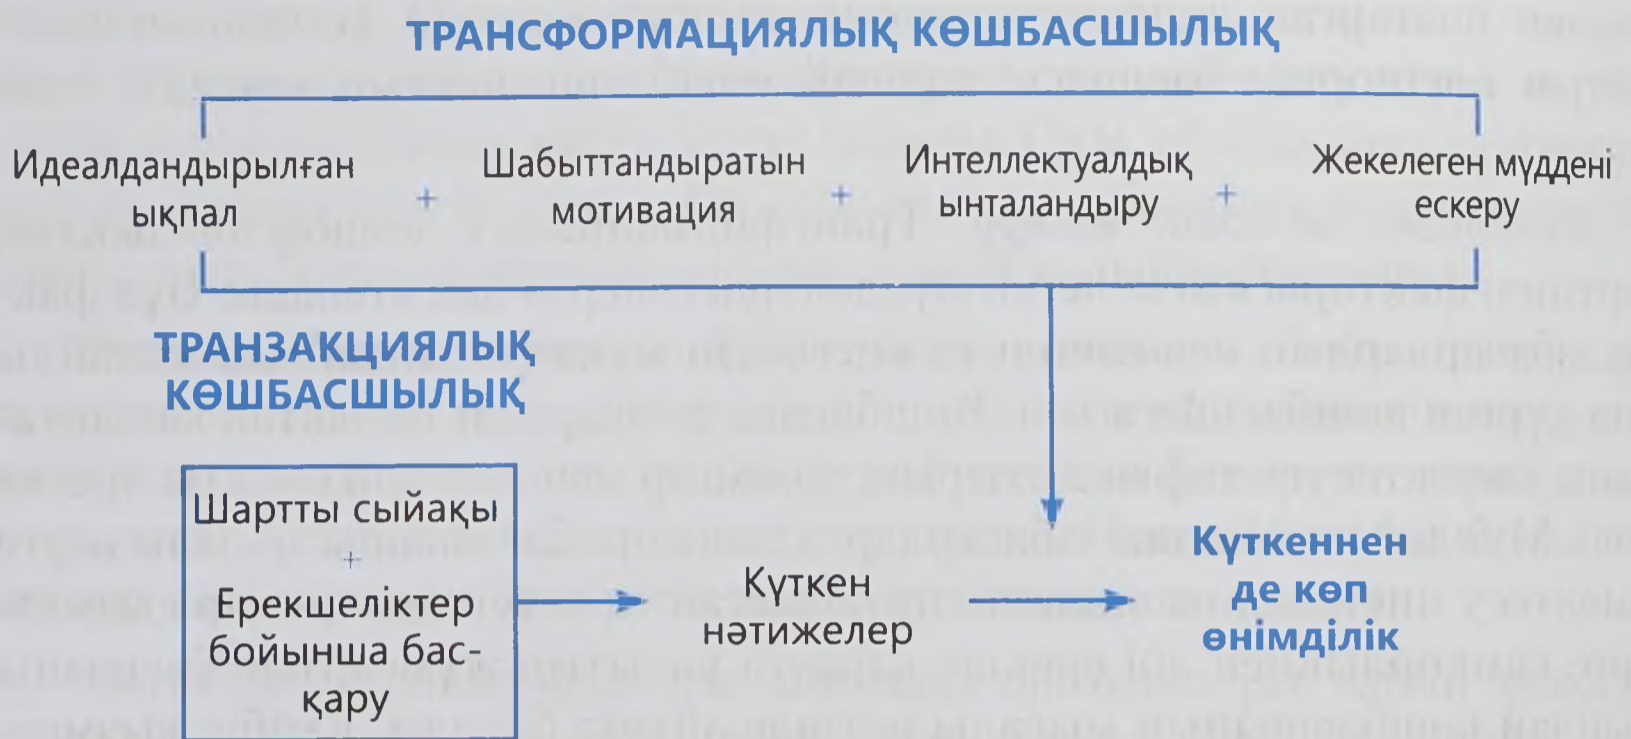 ТРАНСФОРМАЦИЯЛЫҚ КӨШБАСШЫЛЫҚ
Идеалдандырылған
ықпал
+
Шабыттандыратын
мотивация
+
Интеллектуалдық
ынталандыру
+
Жекелеген мүддені
ескеру
ТРАНЗАКЦИЯЛЫҚ
КӨШБАСШЫЛЫҚ
Шартты сыйақы
+
Ерекшеліктер
бойынша бас-
қару
Күткен
нәтижелер
Күткеннен
де көп
өнімділік